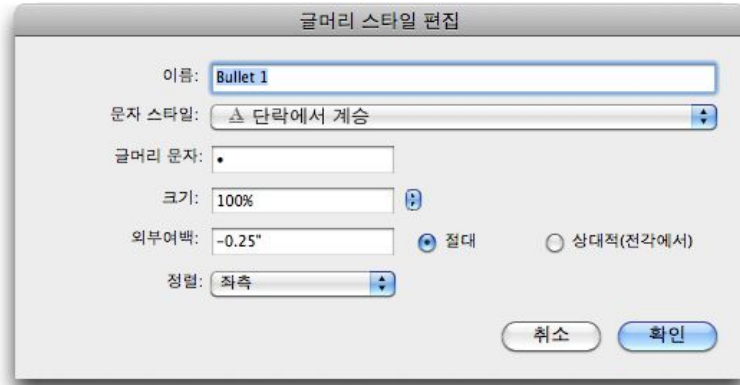 글머리 스타일 편집
이름: Bullet 1
문자 스타일: A 단락에서 계승
글머리 문자: •
크기: 100%
외부여백: -0.25" 절대 상대적(전각에서)
정렬: 좌측
취소 확인